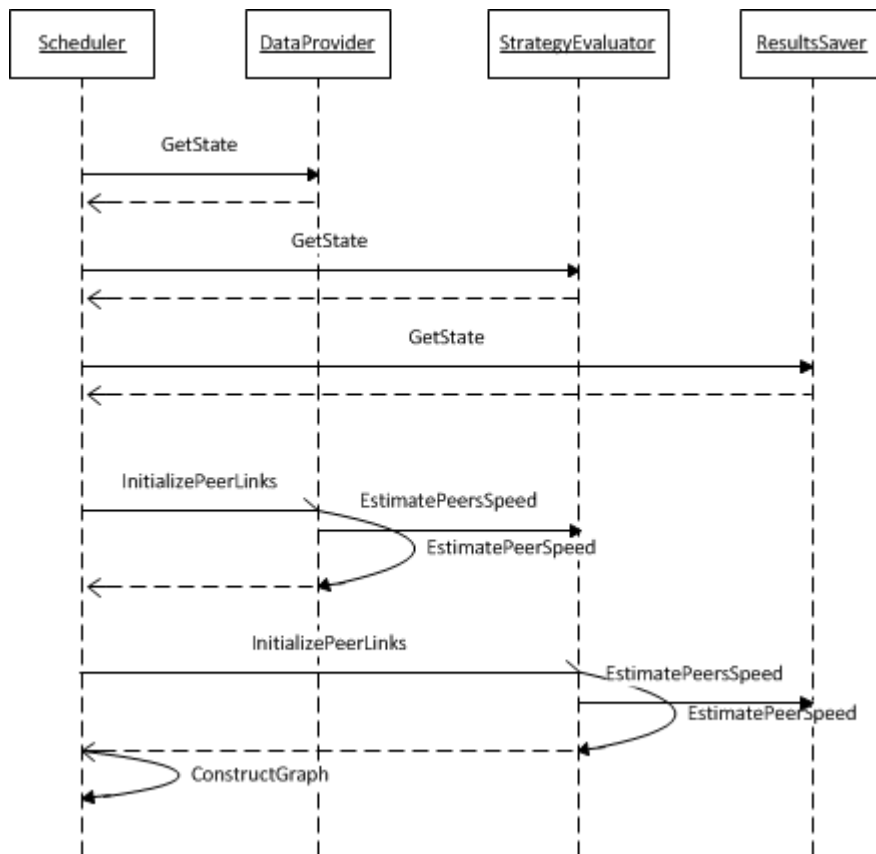 Scheduler
DataProvider
StrategyEvaluator
ResultsSaver
GetState
GetState
GetState
InitializePeerLinks
EstimatePeersSpeed
EstimatePeerSpeed
InitializePeerLinks
EstimatePeersSpeed
EstimatePeerSpeed
ConstructGraph